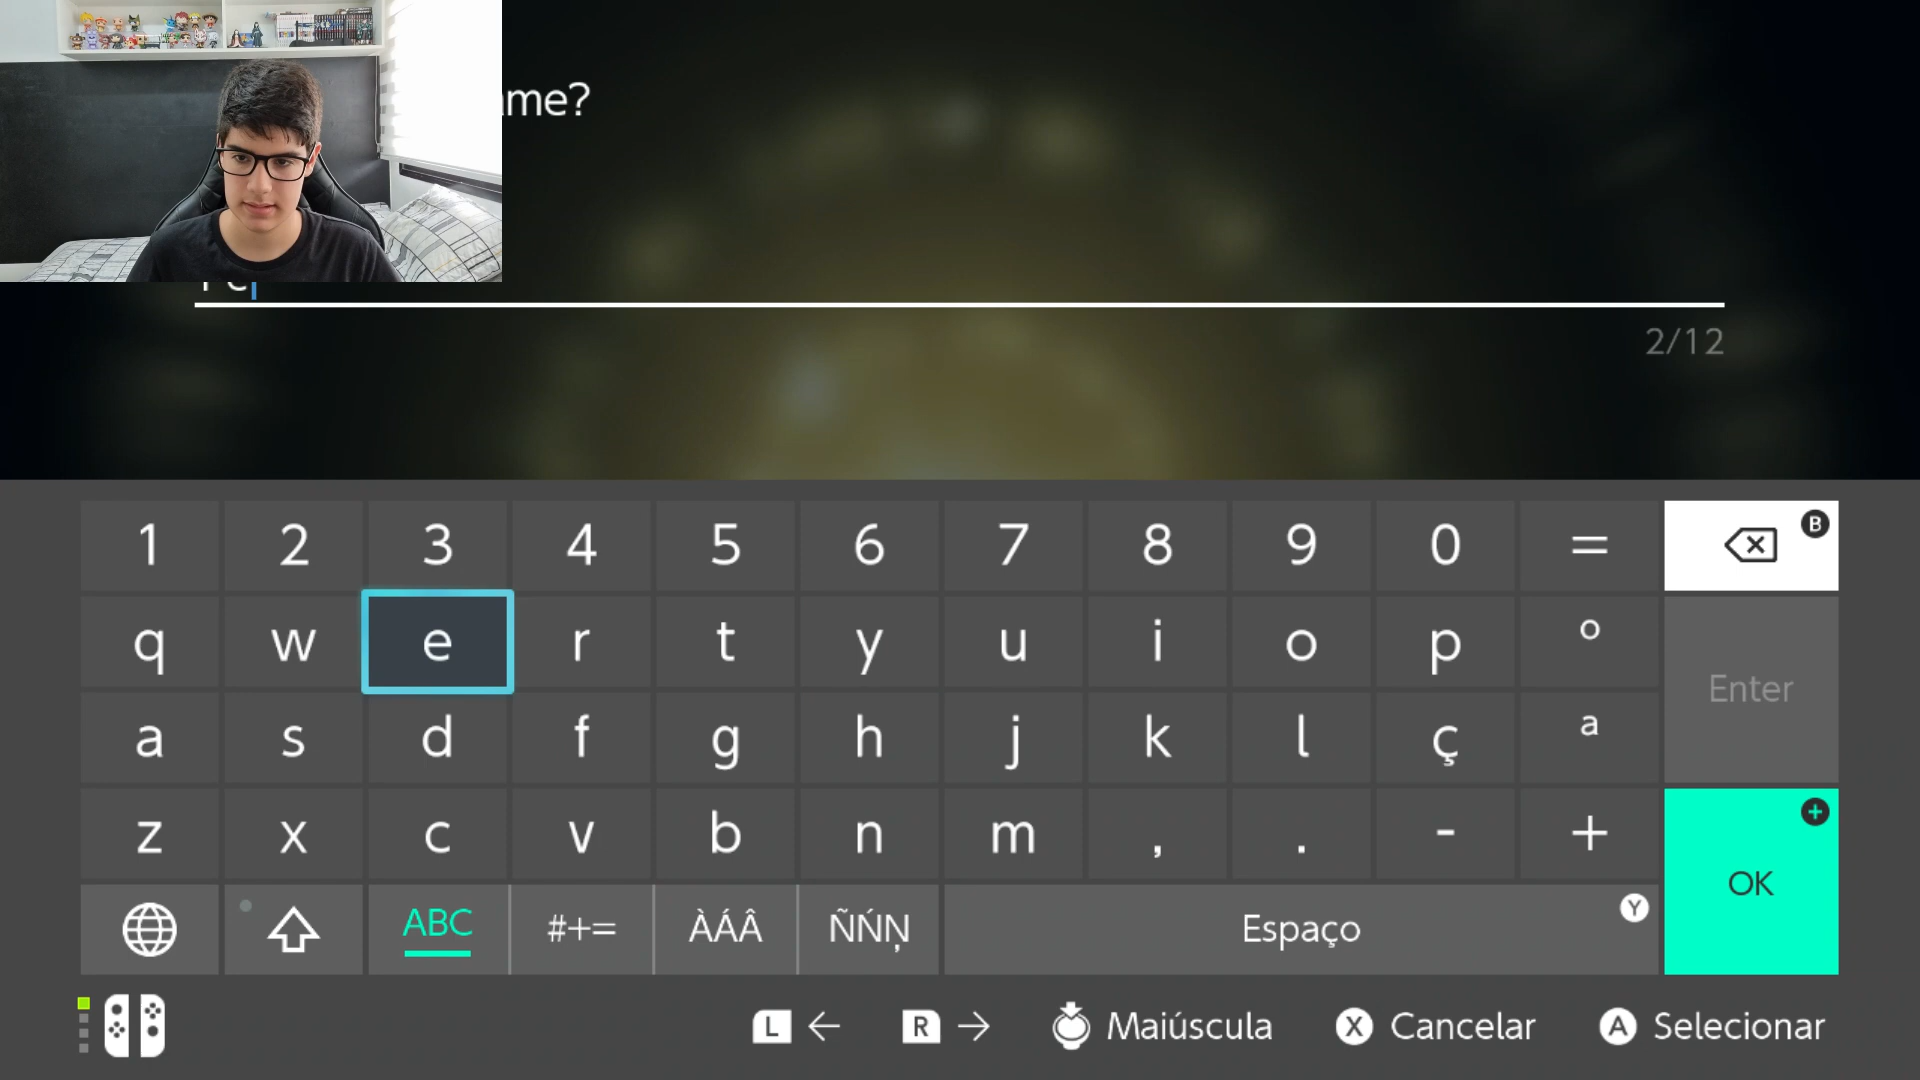 ame?
2/12
1 2 3 4 5 6 7 8 9 0 = B
q w e r t y u i o p º
Enter
a s d f g h j k l ç ª
z x c v b n m , . - +
OK
ABC #+= ÀÁÂ ÑŃŅ Espaço Y
L ← R → Maiúscula X Cancelar A Selecionar